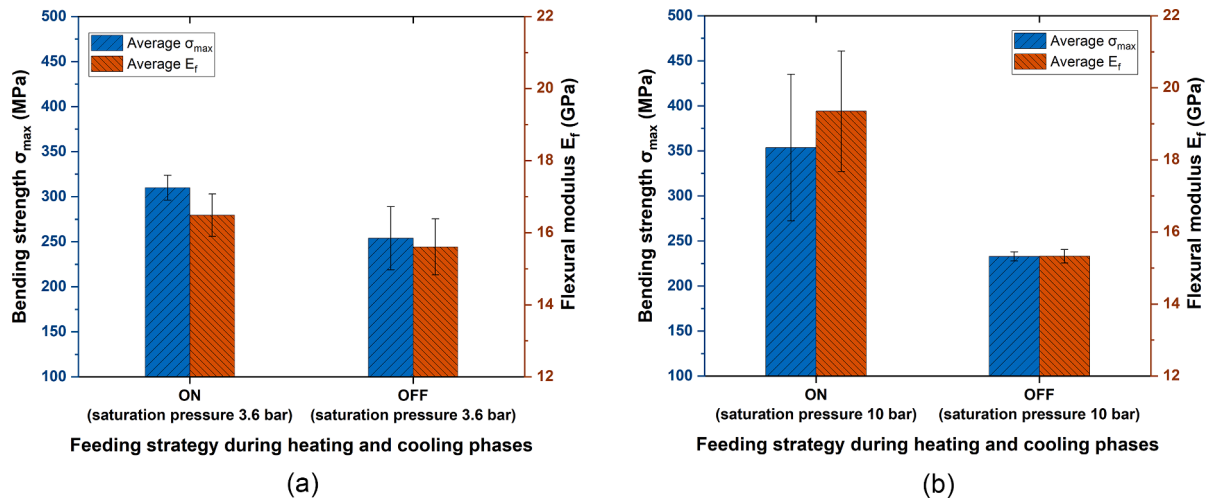 500
450
400
350
300
250
200
150
100
Bending strength σmax (MPa)
Average σmax
Average Ef
22
20
18
16
14
12
Flexural modulus Ef (GPa)
ON
(saturation pressure 3.6 bar)
OFF
(saturation pressure 3.6 bar)
Feeding strategy during heating and cooling phases
(a)
500
450
400
350
300
250
200
150
100
Bending strength σmax (MPa)
Average σmax
Average Ef
22
20
18
16
14
12
Flexural modulus Ef (GPa)
ON
(saturation pressure 10 bar)
OFF
(saturation pressure 10 bar)
Feeding strategy during heating and cooling phases
(b)